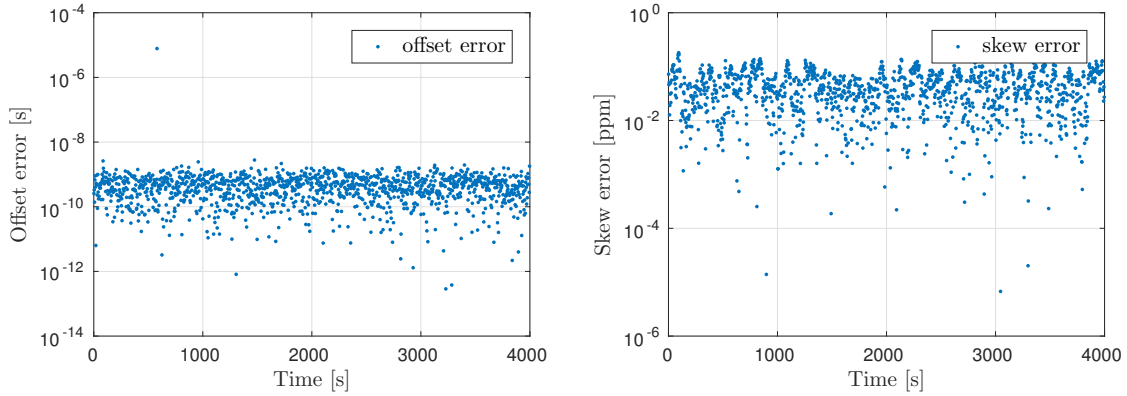 10^-4
10^-6
10^-8
10^-10
10^-12
10^-14
Offset error [s]
offset error
0 1000 2000 3000 4000
Time [s]
10^0
10^-2
10^-4
10^-6
Skew error [ppm]
skew error
0 1000 2000 3000 4000
Time [s]